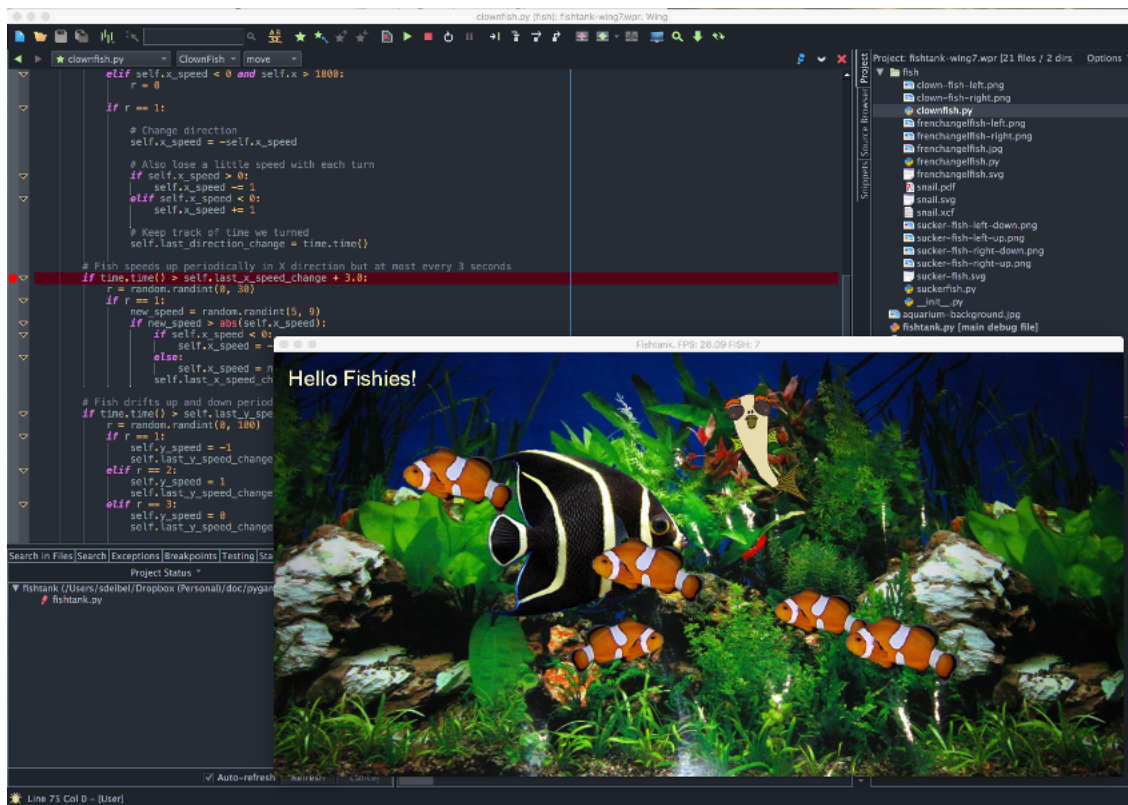 clownfish.py (fish): fishtank-wing7.wpr: Wing
clownfish.py
ClownFish
move
elif self.x_speed < 0 and self.x > 1000:
r = 0
if r == 1:
# Change direction
self.x_speed = -self.x_speed
# Also lose a little speed with each turn
if self.x_speed > 0:
self.x_speed -= 1
elif self.x_speed < 0:
self.x_speed += 1
# Keep track of time we turned
self.last_direction_change = time.time()
# Fish speeds up periodically in X direction but at most every 3 seconds
if time.time() > self.last_x_speed_change + 3.0:
r = random.randint(0, 30)
if r == 1:
new_speed = random.randint(5, 9)
if new_speed > abs(self.x_speed):
if self.x_speed < 0:
self.x_speed = -
else:
self.x_speed = n
self.last_x_speed_ch
# Fish drifts up and down period
if time.time() > self.last_y_spe
r = random.randint(0, 100)
if r == 1:
self.y_speed = -1
self.last_y_speed_change
elif r == 2:
self.y_speed = 1
self.last_y_speed_change
elif r == 3:
self.y_speed = 0
self.last_y_speed_chang
Project
Source Browser
Snippets
Project: fishtank-wing7.wpr [21 files / 2 dirs
Options
fish
clown-fish-left.png
clown-fish-right.png
clownfish.py
frenchangelfish-left.png
frenchangelfish-right.png
frenchangelfish.jpg
frenchangelfish.py
frenchangelfish.svg
snail.pdf
snail.svg
snail.xcf
sucker-fish-left-down.png
sucker-fish-left-up.png
sucker-fish-right-down.png
sucker-fish-right-up.png
sucker-fish.svg
suckerfish.py
__init__.py
aquarium-background.jpg
fishtank.py [main debug file]
Fishtank, FPS: 28.09 FISH: 7
Hello Fishies!
Search in Files Search Exceptions Breakpoints Testing Sta
Project Status
fishtank (/Users/sdeibel/Dropbox (Personal)/doc/pygan
fishtank.py
Auto-refresh Refresh Cancel
Line 75 Col 0 - [User]